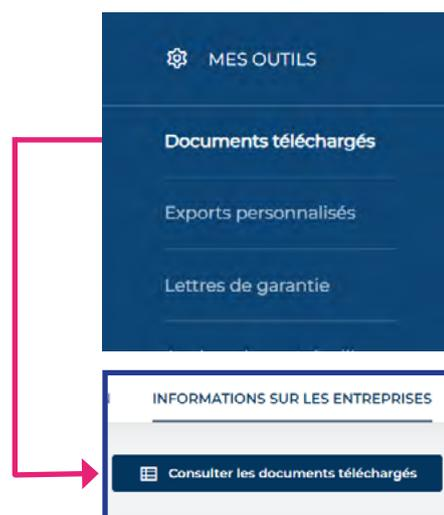 MES OUTILS
Documents téléchargés
Exports personnalisés
Lettres de garantie
INFORMATIONS SUR LES ENTREPRISES
Consulter les documents téléchargés